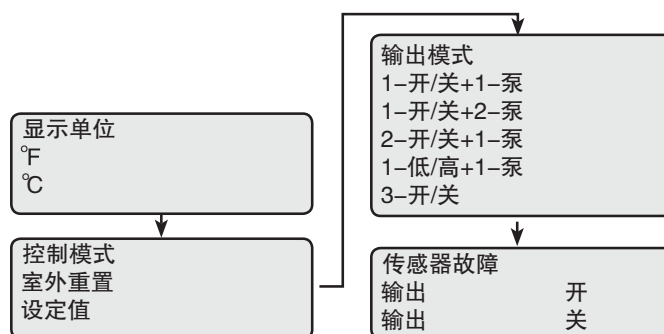 显示单位
°F
°C
控制模式
室外重置
设定值
输出模式
1–开/关+1–泵
1–开/关+2–泵
2–开/关+1–泵
1–低/高+1–泵
3–开/关
传感器故障
输出 开
输出 关